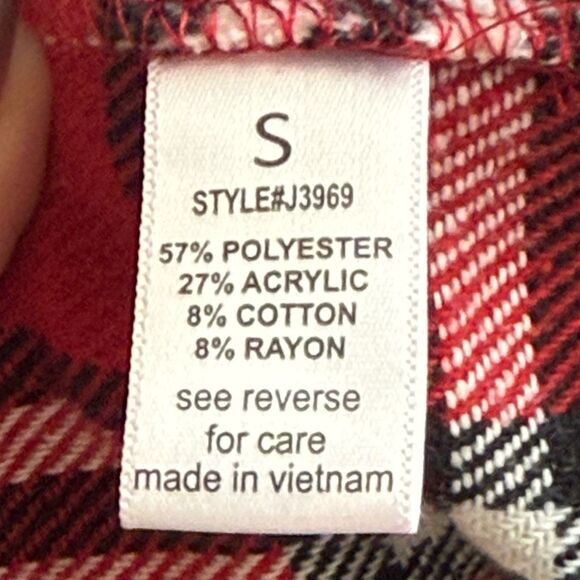 S
STYLE#J3969
57% POLYESTER
27% ACRYLIC
8% COTTON
8% RAYON
see reverse
for care
made in vietnam